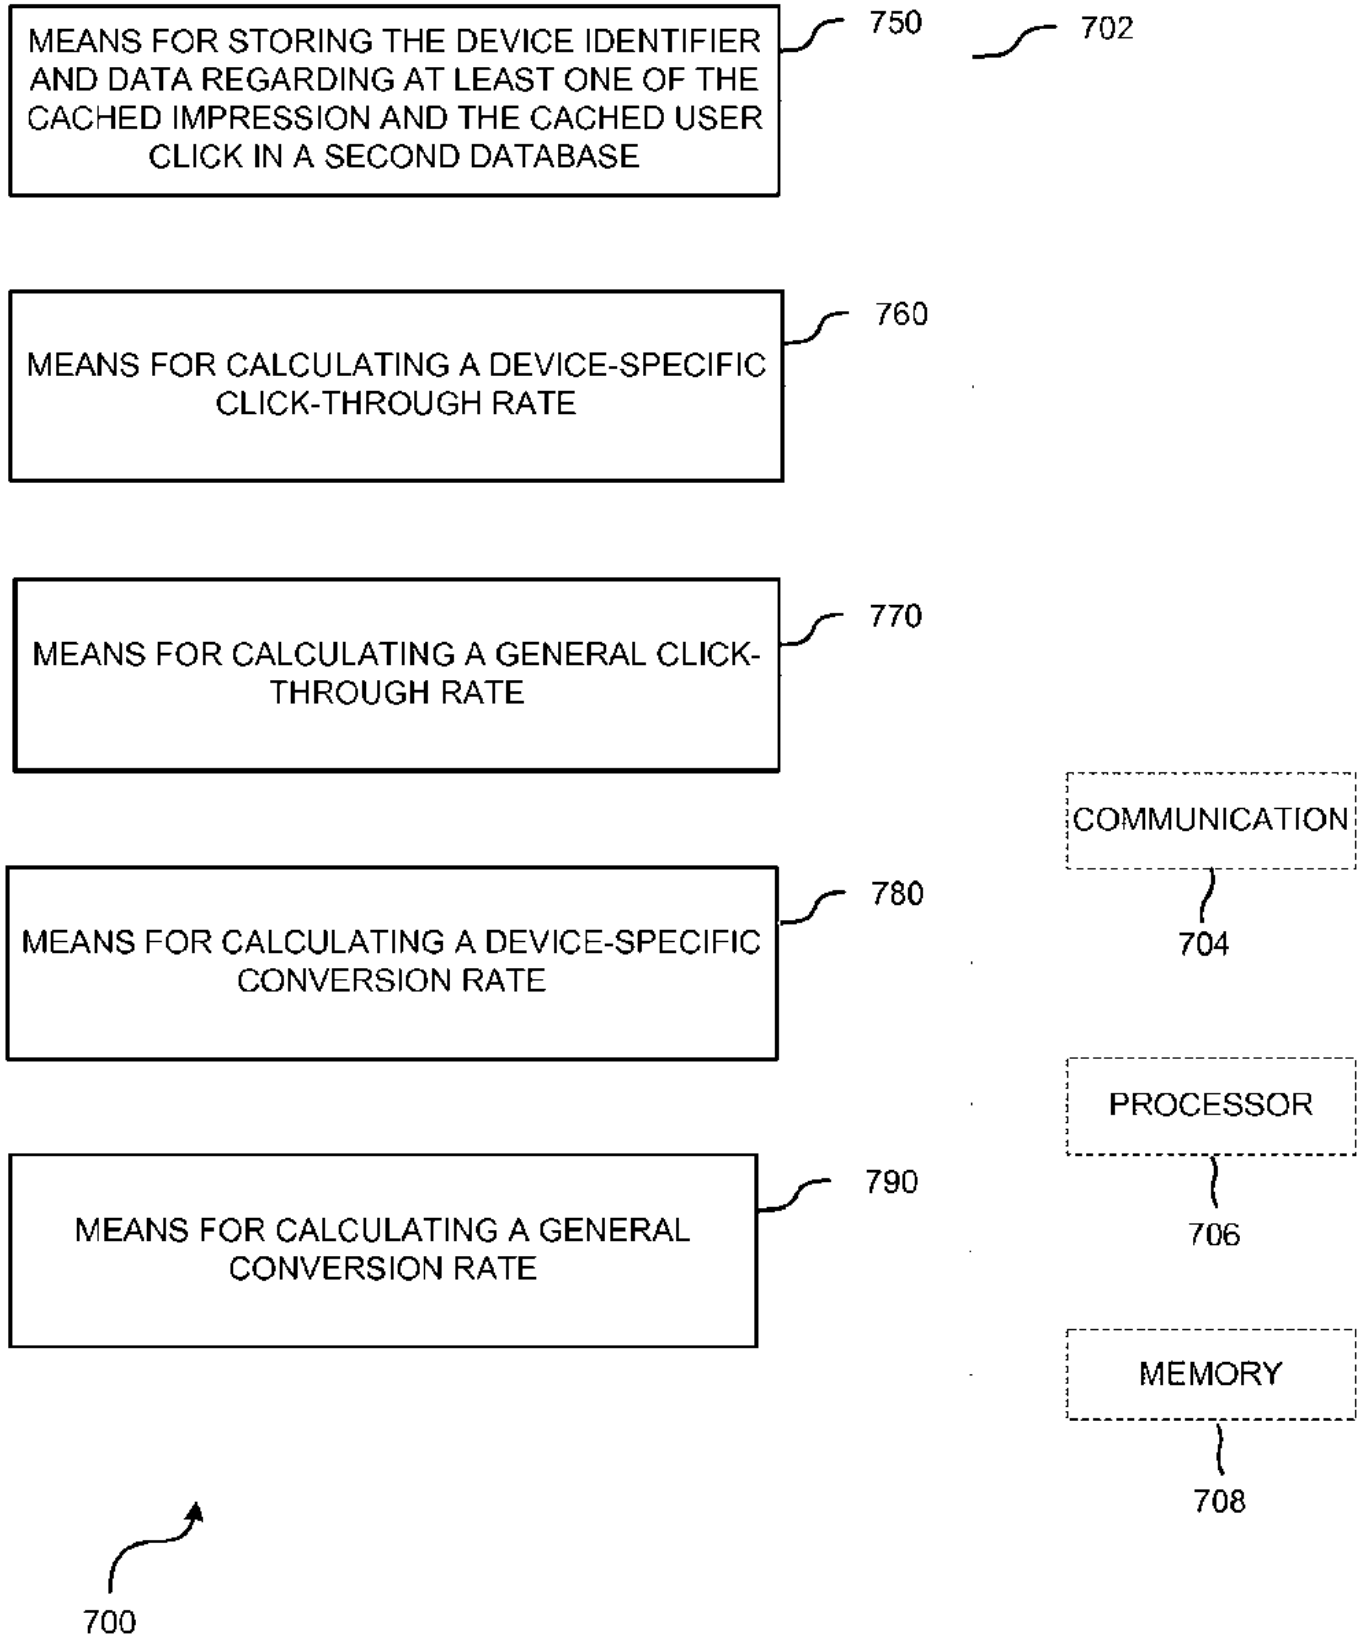 MEANS FOR STORING THE DEVICE IDENTIFIER
AND DATA REGARDING AT LEAST ONE OF THE
CACHED IMPRESSION AND THE CACHED USER
CLICK IN A SECOND DATABASE
750
702
MEANS FOR CALCULATING A DEVICE-SPECIFIC
CLICK-THROUGH RATE
760
MEANS FOR CALCULATING A GENERAL CLICK-
THROUGH RATE
770
COMMUNICATION
704
MEANS FOR CALCULATING A DEVICE-SPECIFIC
CONVERSION RATE
780
PROCESSOR
706
MEANS FOR CALCULATING A GENERAL
CONVERSION RATE
790
MEMORY
708
700